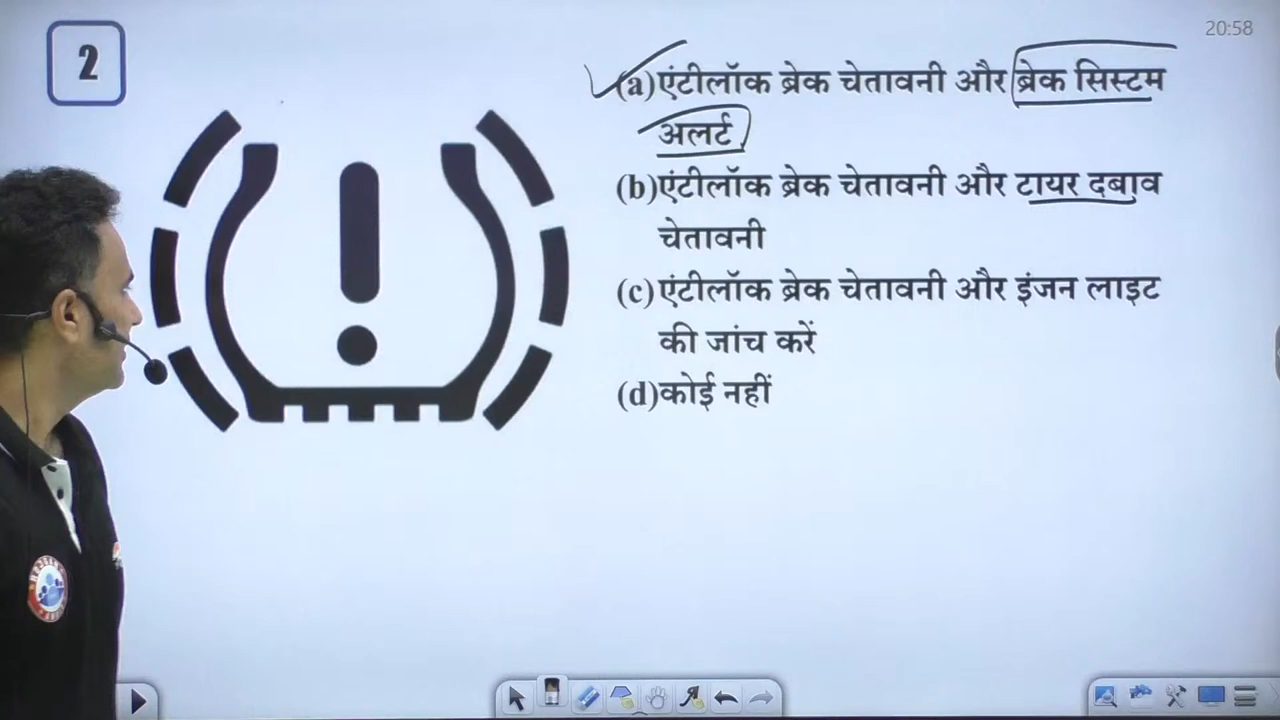 2
20:58
(a) एंटीलॉक ब्रेक चेतावनी और ब्रेक सिस्टम
अलर्ट
(b) एंटीलॉक ब्रेक चेतावनी और टायर दबाव
चेतावनी
(c) एंटीलॉक ब्रेक चेतावनी और इंजन लाइट
की जांच करें
(d) कोई नहीं